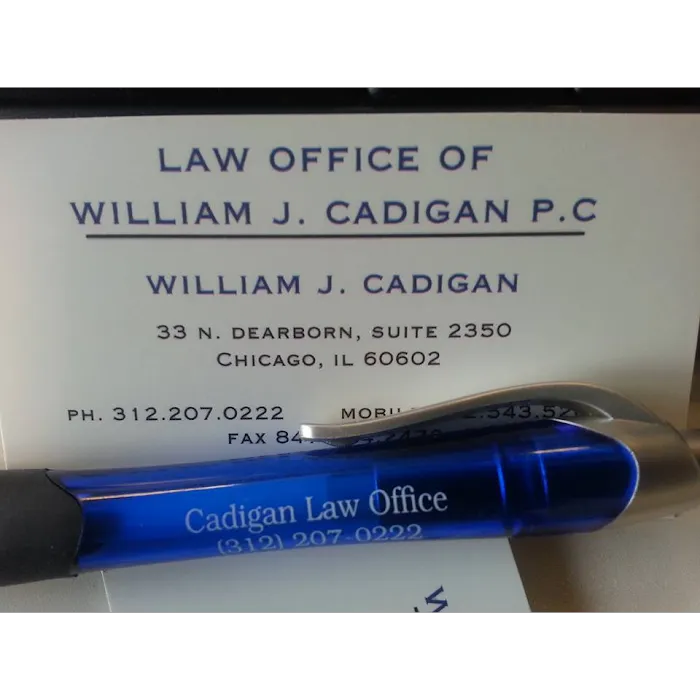 LAW OFFICE OF
WILLIAM J. CADIGAN P.C
WILLIAM J. CADIGAN
33 N. DEARBORN, SUITE 2350
CHICAGO, IL 60602
PH. 312.207.0222
FAX
Cadigan Law Office
(312) 207-0222